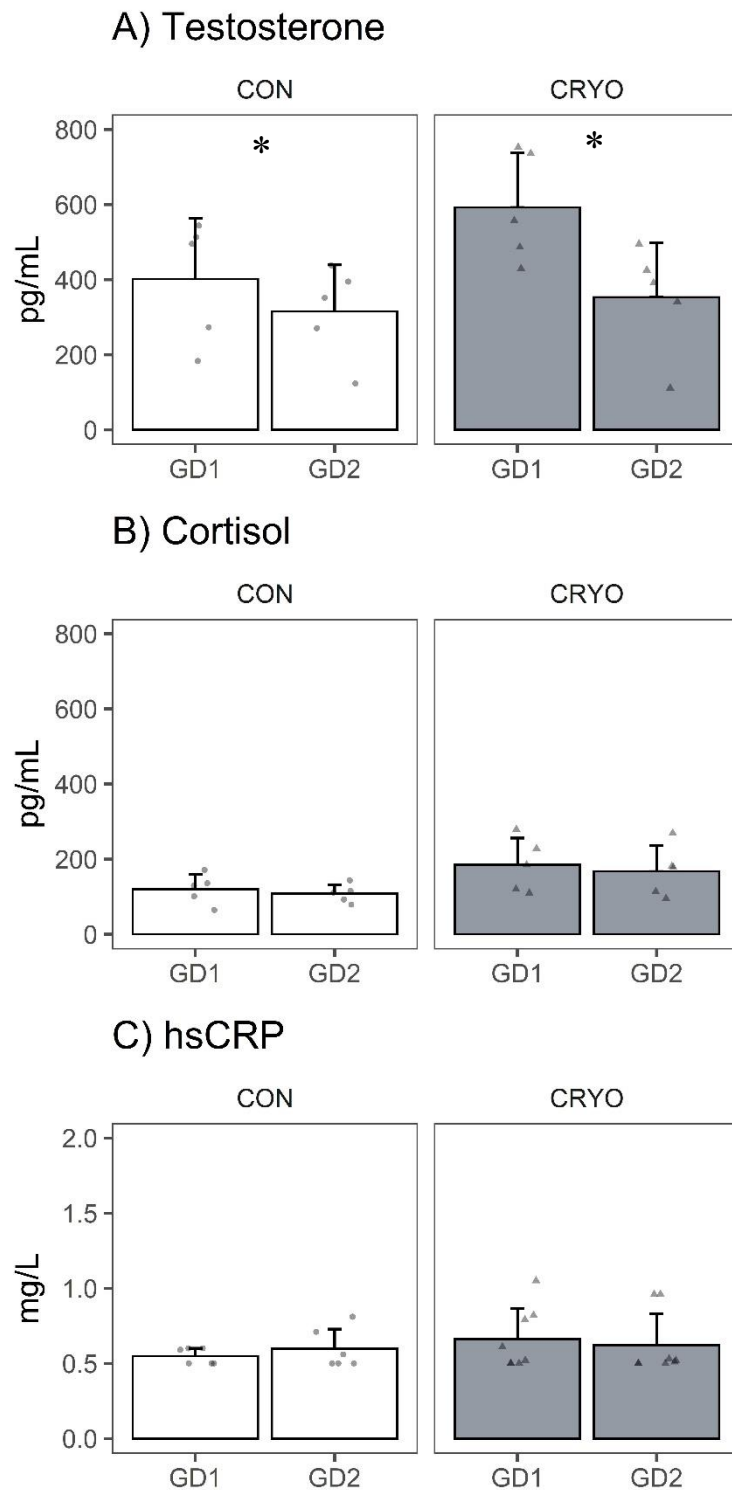 A) Testosterone
CON CRYO
* *
800
600
400
200
0
pg/mL
GD1 GD2 GD1 GD2
B) Cortisol
CON CRYO
800
600
400
200
0
pg/mL
GD1 GD2 GD1 GD2
C) hsCRP
CON CRYO
2.0
1.5
1.0
0.5
0.0
mg/L
GD1 GD2 GD1 GD2